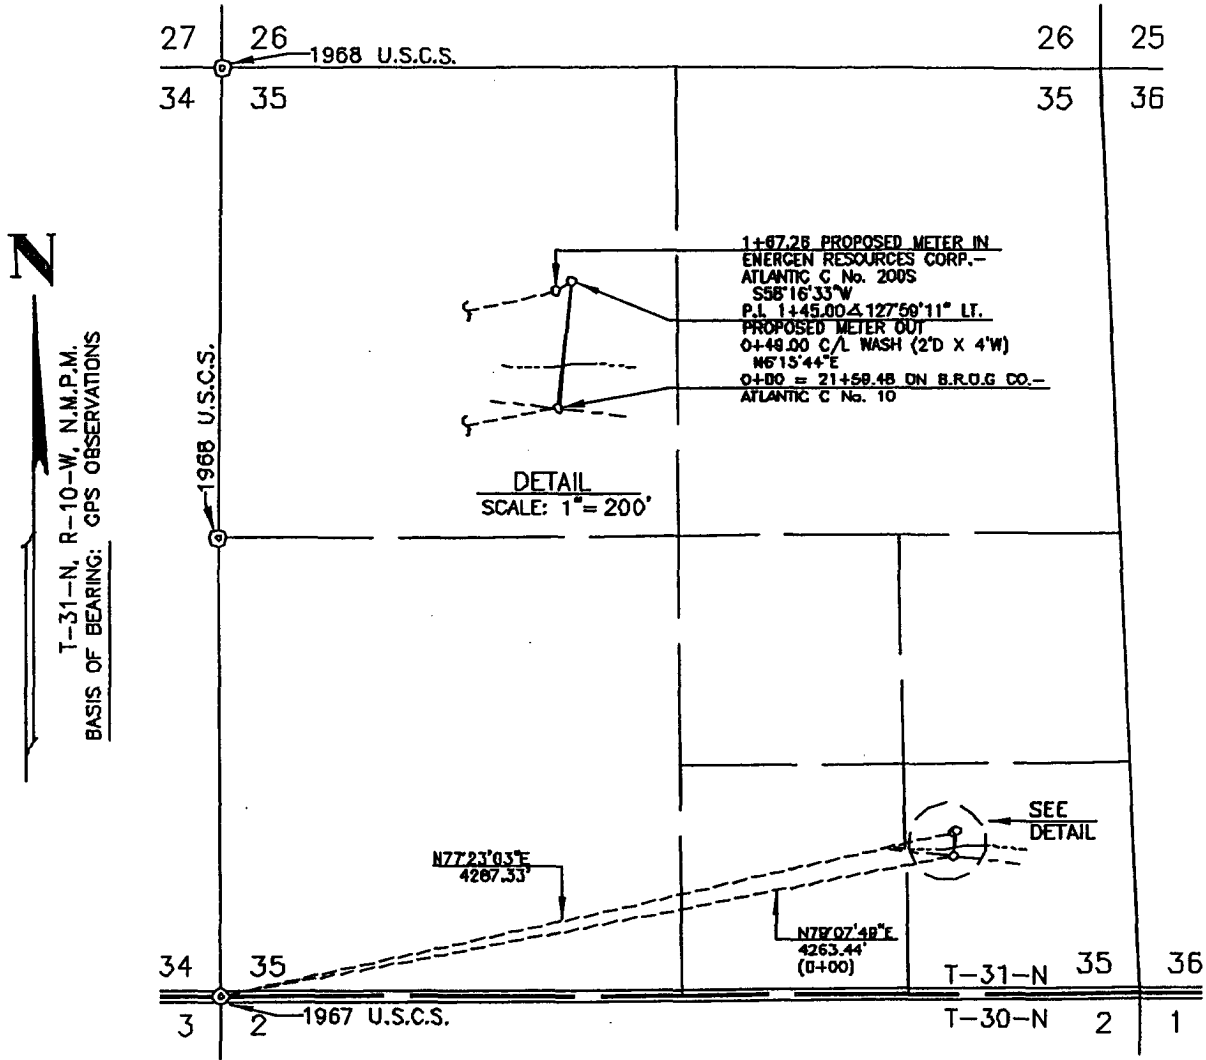 27 26
1968 U.S.C.S.
26 25
34 35
35 36
N
T-31-N, R-10-W, N.M.P.M.
BASIS OF BEARING: GPS OBSERVATIONS
1968 U.S.C.S.
1+67.26 PROPOSED METER IN
ENERGEN RESOURCES CORP.-
ATLANTIC C No. 200S
S58°16'33"W
P.I. 1+45.00 Δ 127°59'11" LT.
PROPOSED METER OUT
0+49.00 C/L WASH (2'D X 4'W)
N6°15'44"E
0+00 = 21+59.48 ON B.R.O.G CO.-
ATLANTIC C No. 10
DETAIL
SCALE: 1"= 200'
SEE
DETAIL
N77°23'03"E
4287.33'
4263.44'
(0+00)
34 35
T-31-N 35 36
3 2
1967 U.S.C.S.
T-30-N 2 1